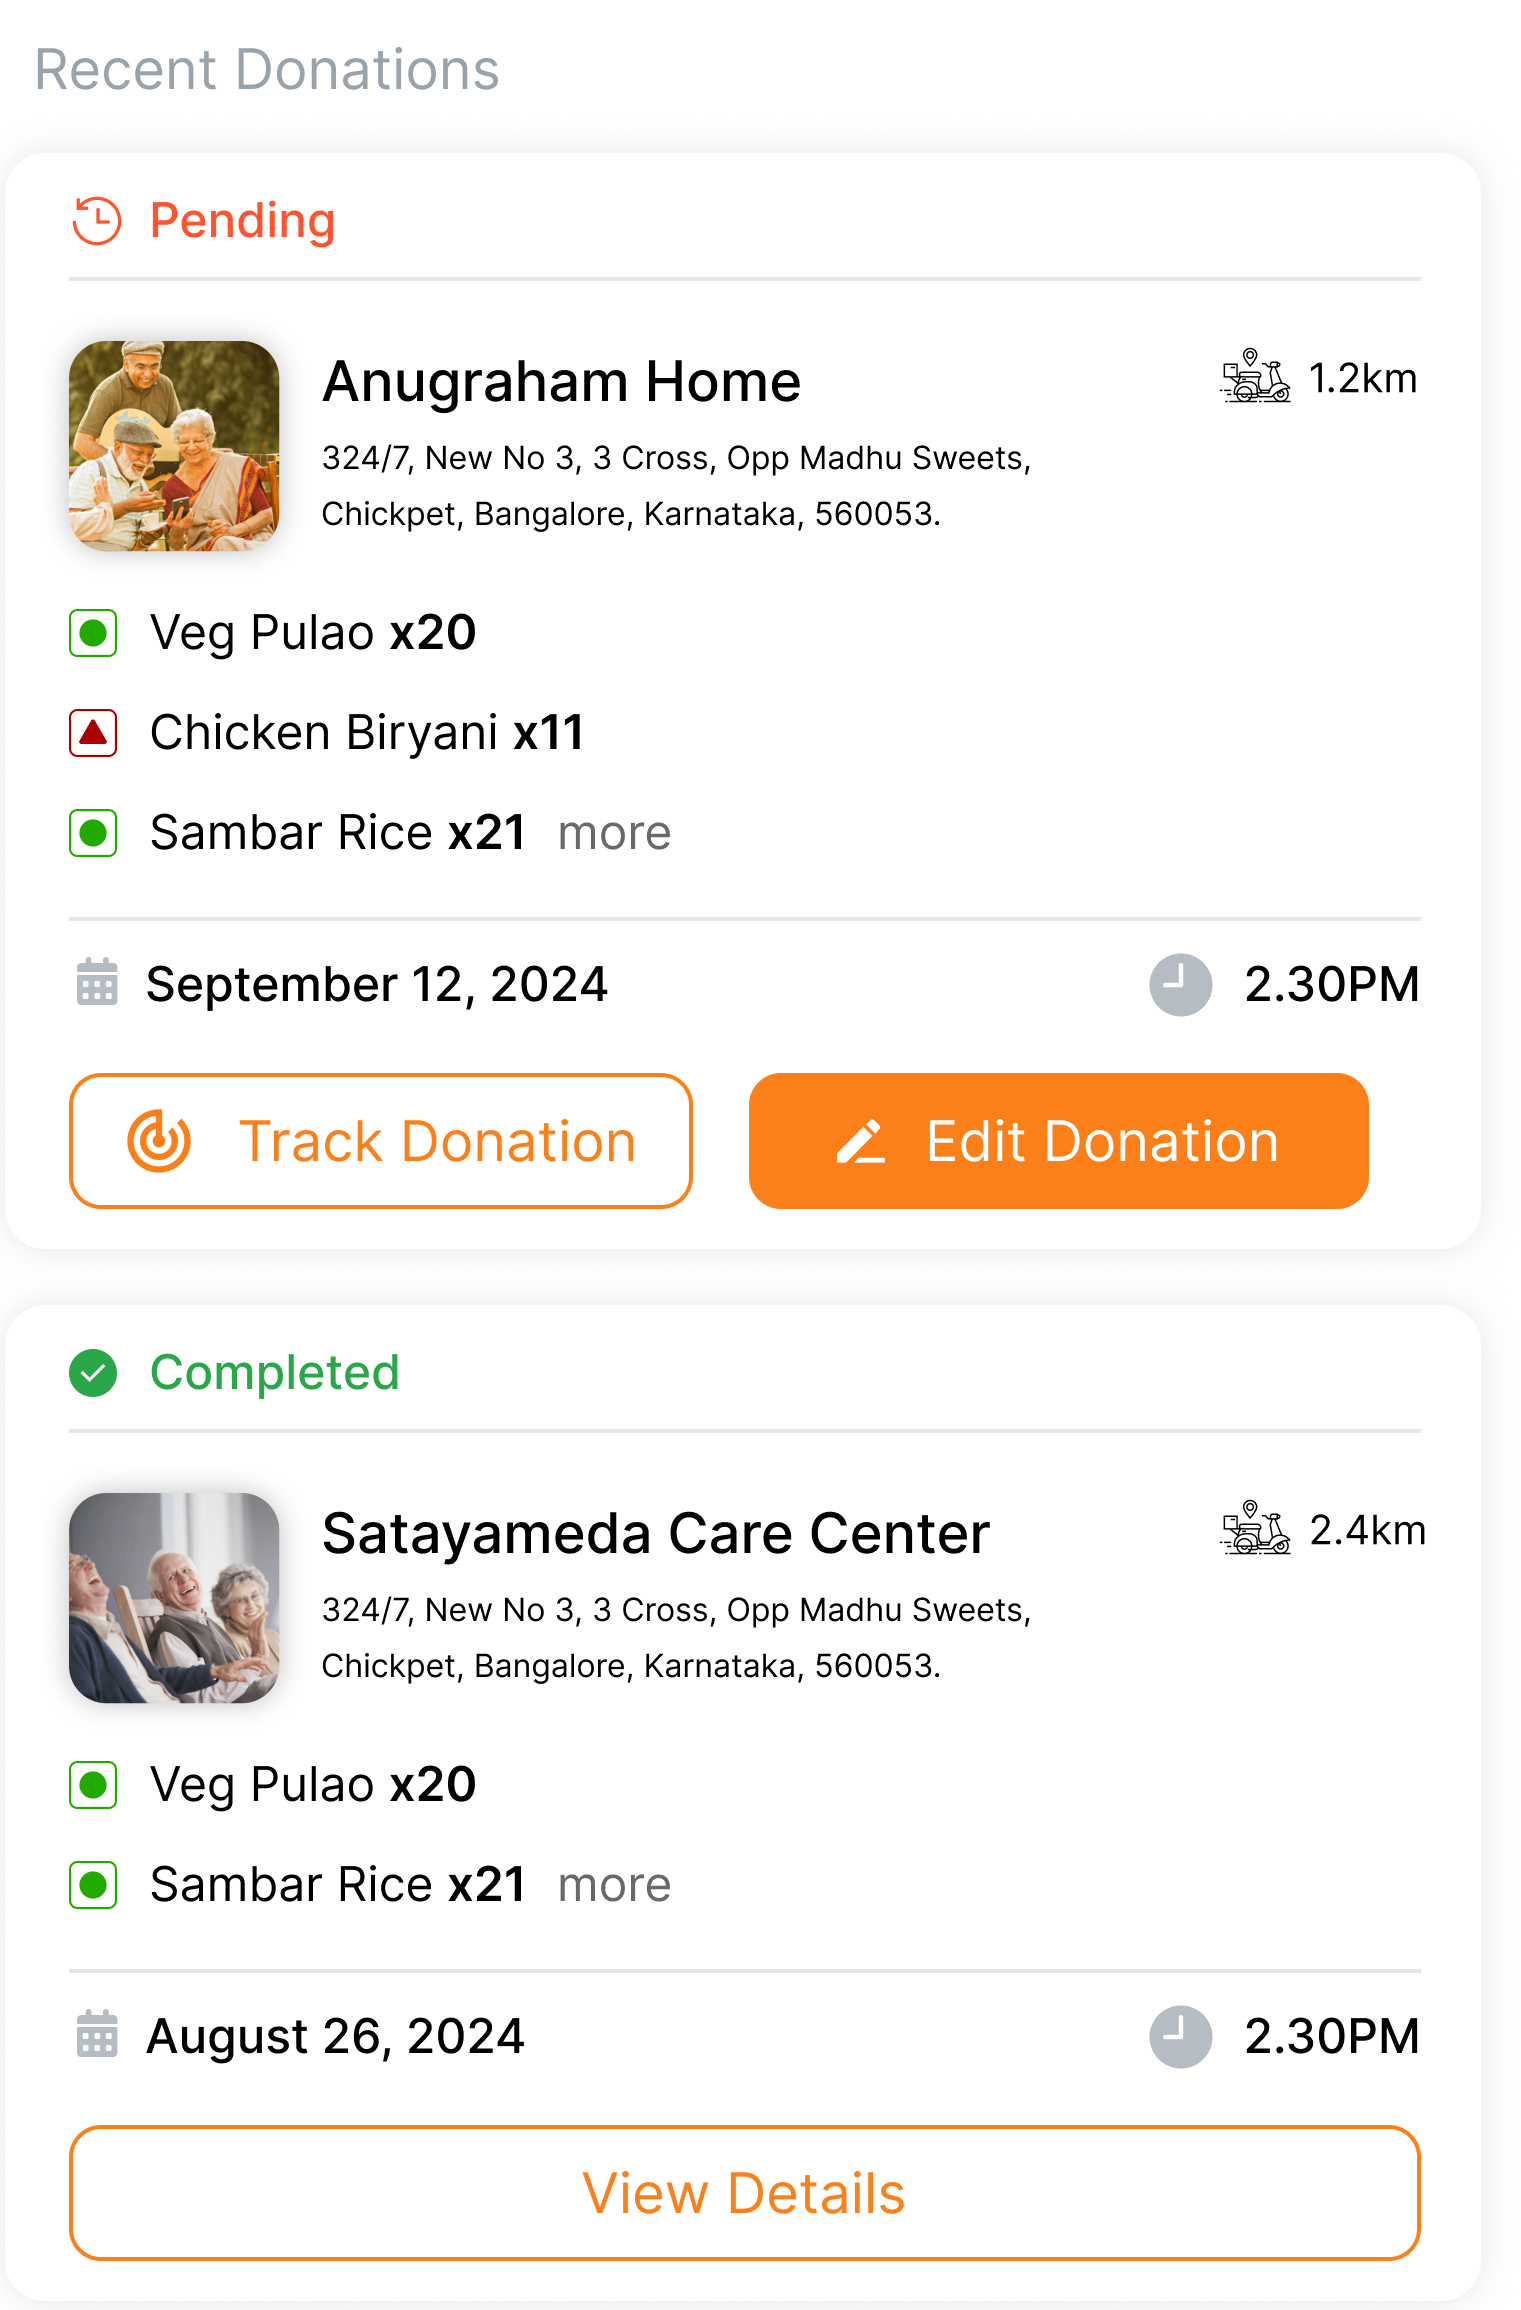 Recent Donations
Pending
Anugraham Home
1.2km
324/7, New No 3, 3 Cross, Opp Madhu Sweets,
Chickpet, Bangalore, Karnataka, 560053.
Veg Pulao x20
Chicken Biryani x11
Sambar Rice x21 more
September 12, 2024
2.30PM
Track Donation
Edit Donation
Completed
Satayameda Care Center
2.4km
324/7, New No 3, 3 Cross, Opp Madhu Sweets,
Chickpet, Bangalore, Karnataka, 560053.
Veg Pulao x20
Sambar Rice x21 more
August 26, 2024
2.30PM
View Details